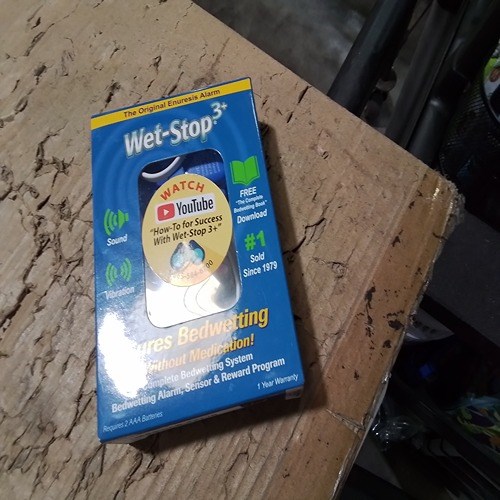 The Original Enuresis Alarm
Wet-Stop 3+
WATCH
YouTube
"How-To for Success
With Wet-Stop 3+"
FREE
"The Complete
Bedwetting Book"
Download
Sound
Vibration
#1
Sold
Since 1979
Bedwetting
Without Medication!
Complete Bedwetting System
Bedwetting Alarm, Sensor & Reward Program
1 Year Warranty
Requires 2 AAA Batteries